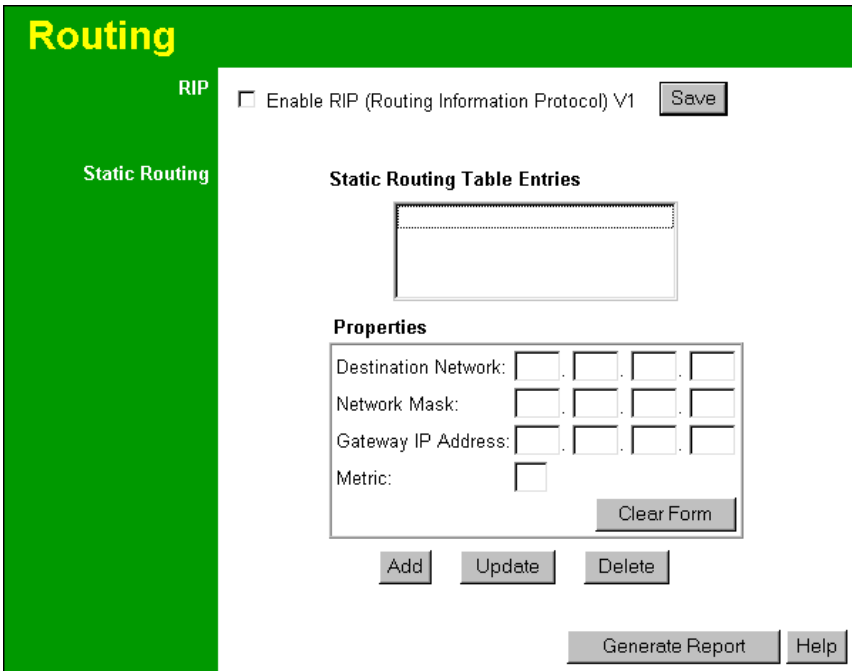 Routing
RIP
Enable RIP (Routing Information Protocol) V1 Save
Static Routing
Static Routing Table Entries
Properties
Destination Network: . . .
Network Mask: . . .
Gateway IP Address: . . .
Metric:
Clear Form
Add Update Delete
Generate Report Help